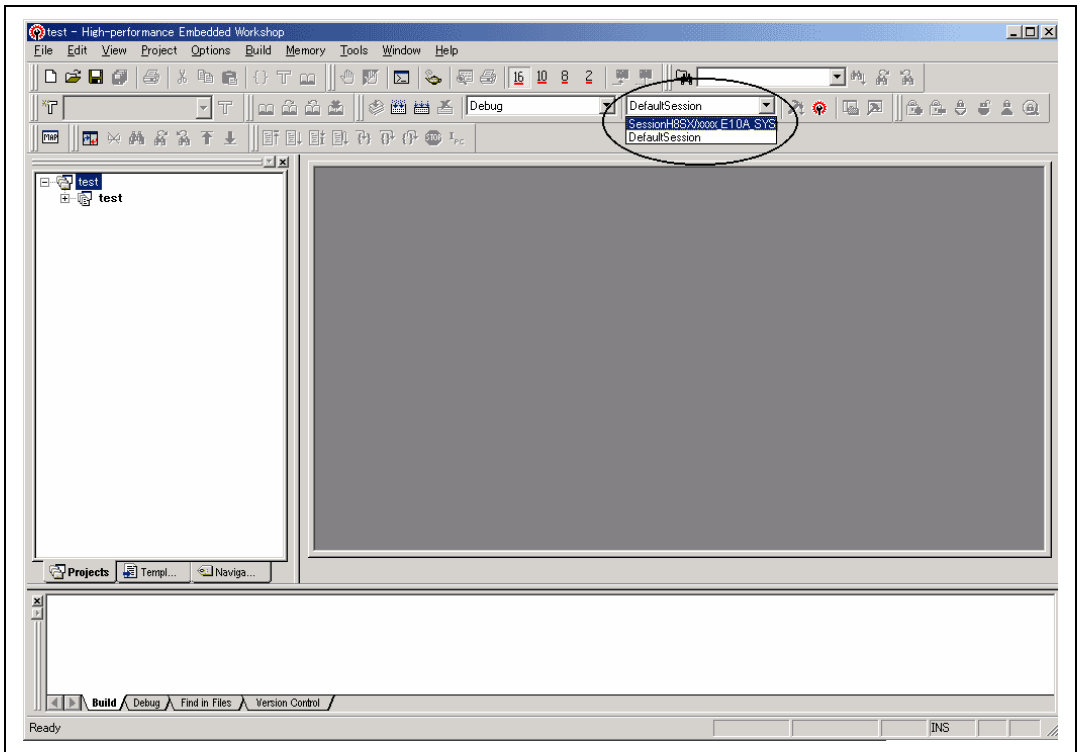 test - High-performance Embedded Workshop
File Edit View Project Options Build Memory Tools Window Help
16 10 8 2
Debug DefaultSession
SessionH8SX/xxxx E10A_SYS
DefaultSession
MAP
test
test
Projects Templ... Naviga...
Build Debug Find in Files Version Control
Ready INS